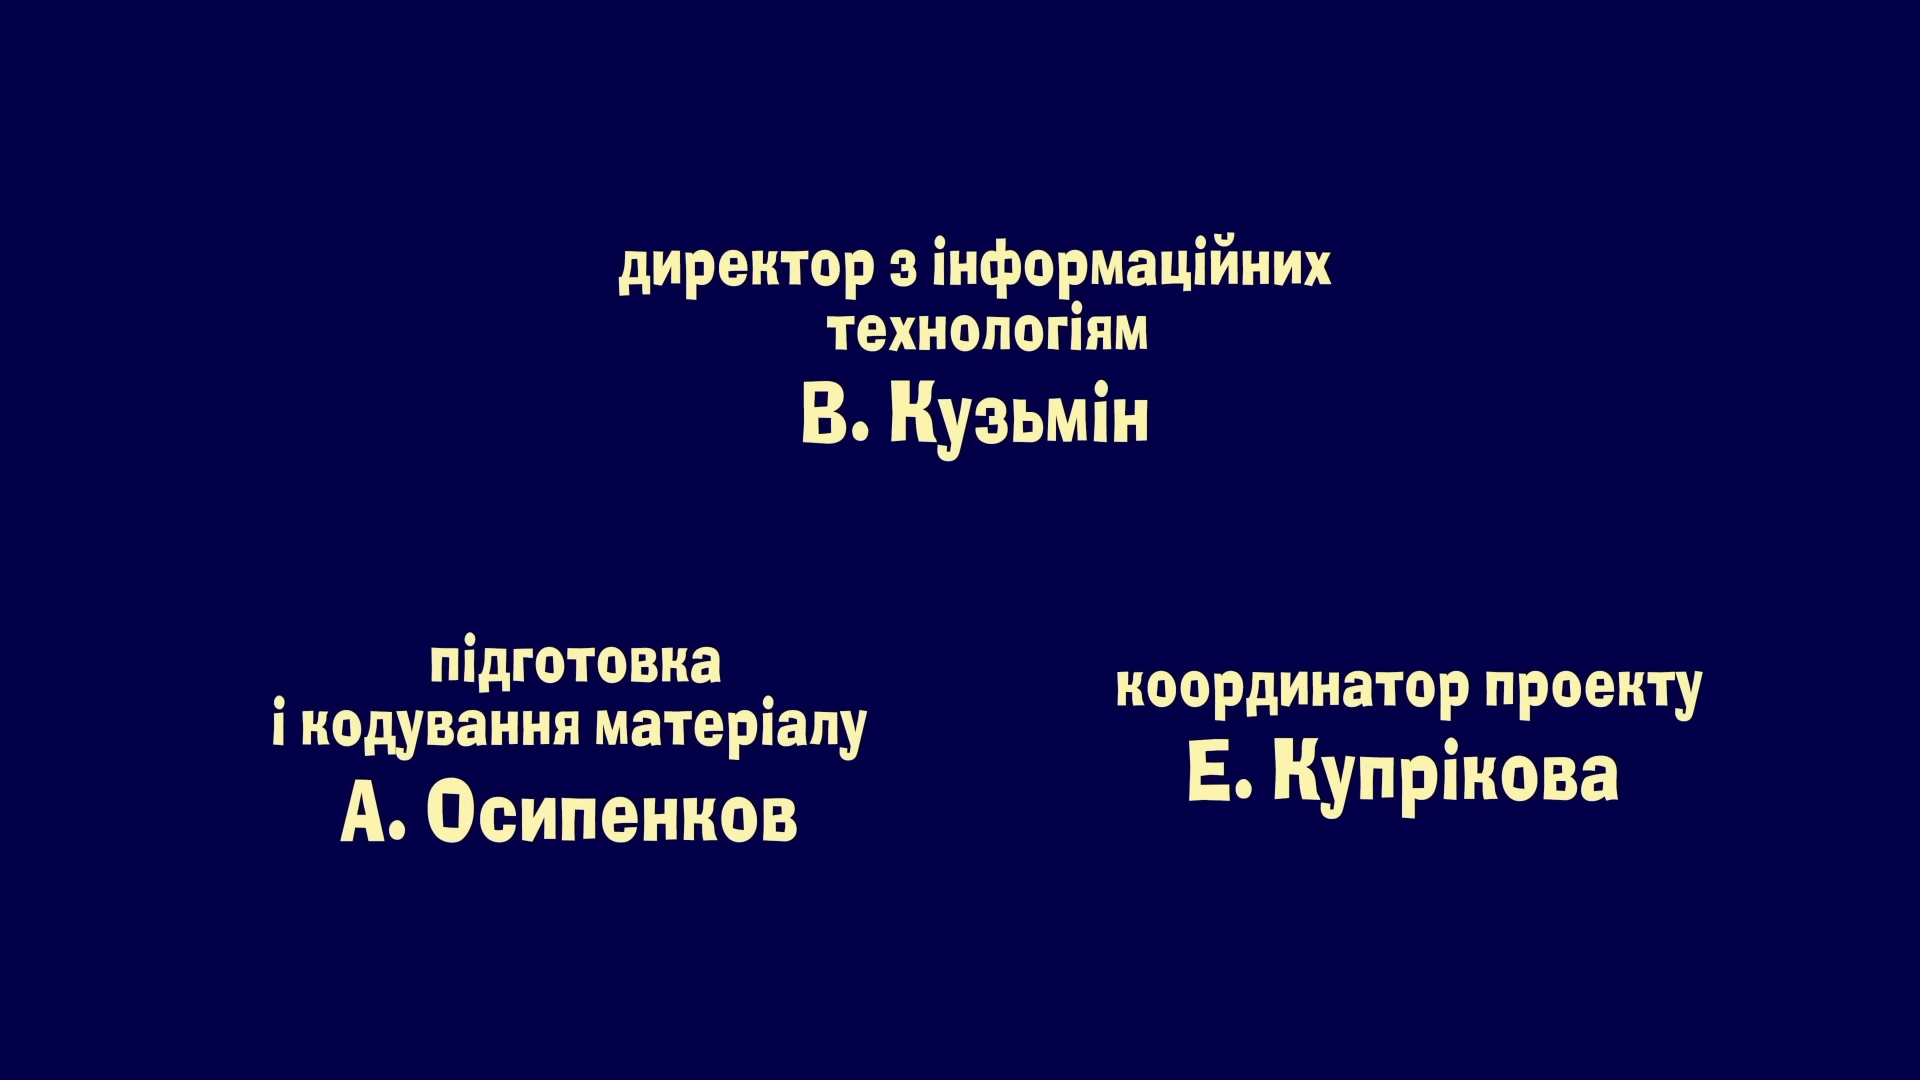 директор з інформаційних
технологіям
В. Кузьмін
підготовка
і кодування матеріалу
А. Осипенков
координатор проекту
Е. Купрікова